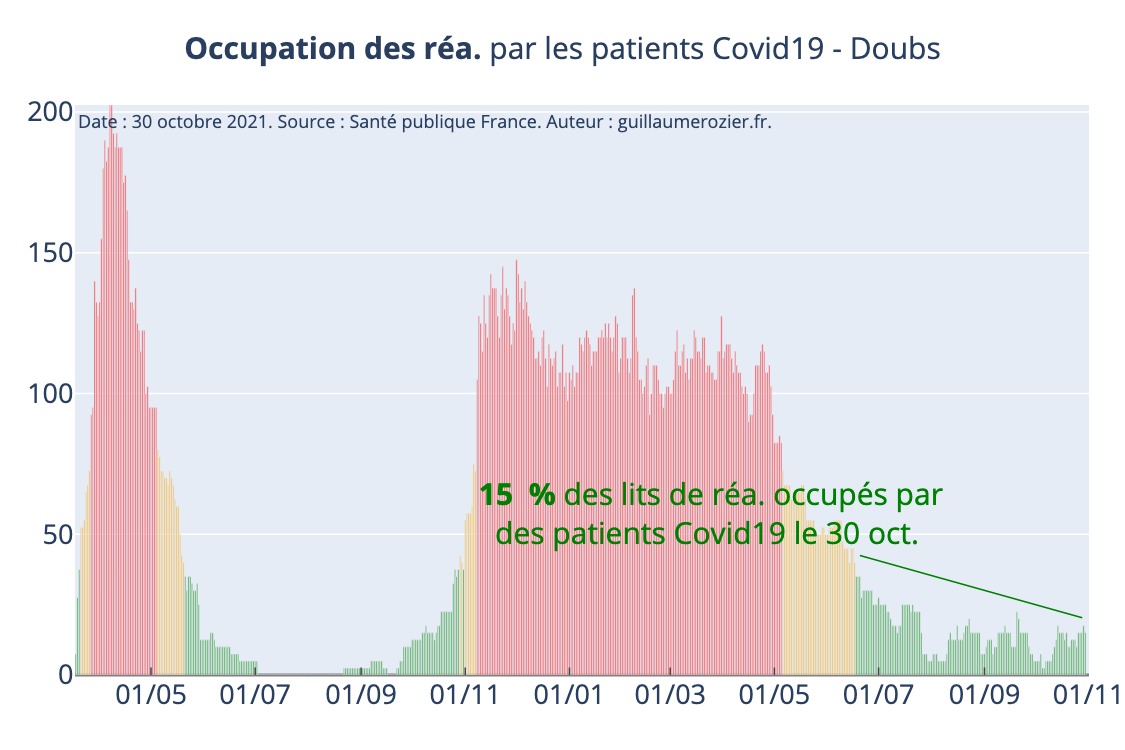 Occupation des réa. par les patients Covid19 - Doubs
200
Date : 30 octobre 2021. Source : Santé publique France. Auteur : guillaumerozier.fr.
150
100
15 % des lits de réa. occupés par
des patients Covid19 le 30 oct.
50
0
01/05 01/07 01/09 01/11 01/01 01/03 01/05 01/07 01/09 01/11